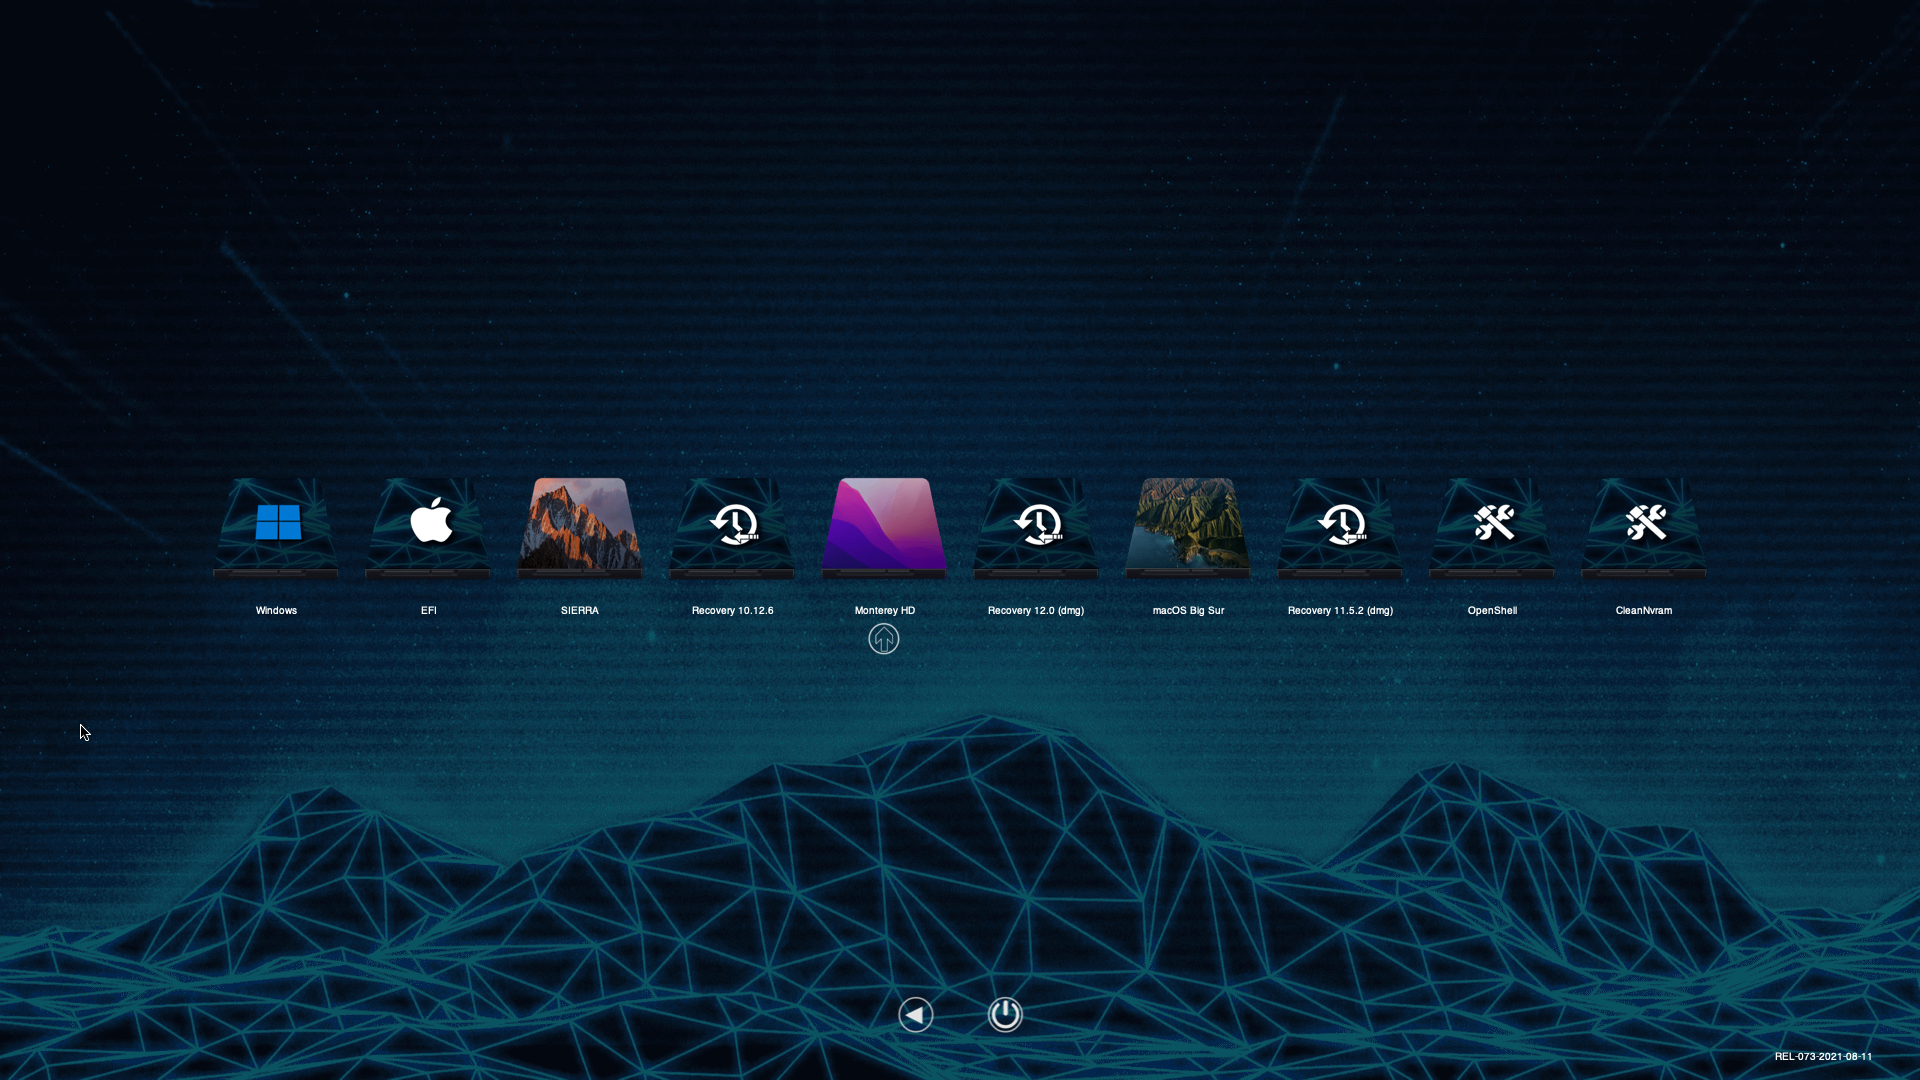 Windows
EFI
SIERRA
Recovery 10.12.6
Monterey HD
Recovery 12.0 (dmg)
macOS Big Sur
Recovery 11.5.2 (dmg)
OpenShell
CleanNvram
REL-073-2021-08-11